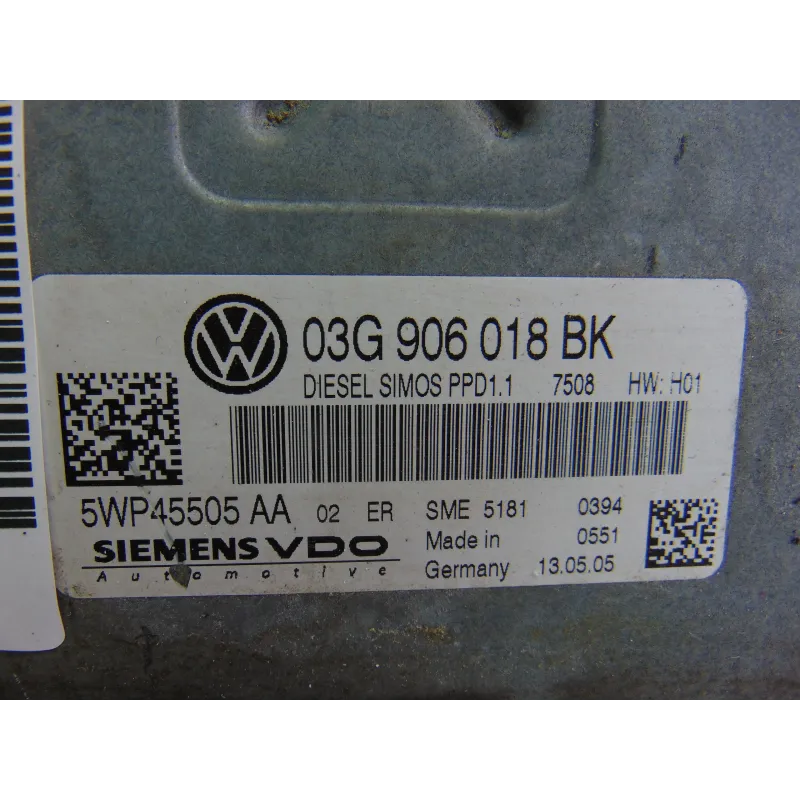 03G 906 018 BK
DIESEL SIMOS PPD1.1 7508 HW: H01
5WP45505 AA 02 ER SME 5181 0394
SIEMENS VDO Made in 0551
Automotive Germany 13.05.05